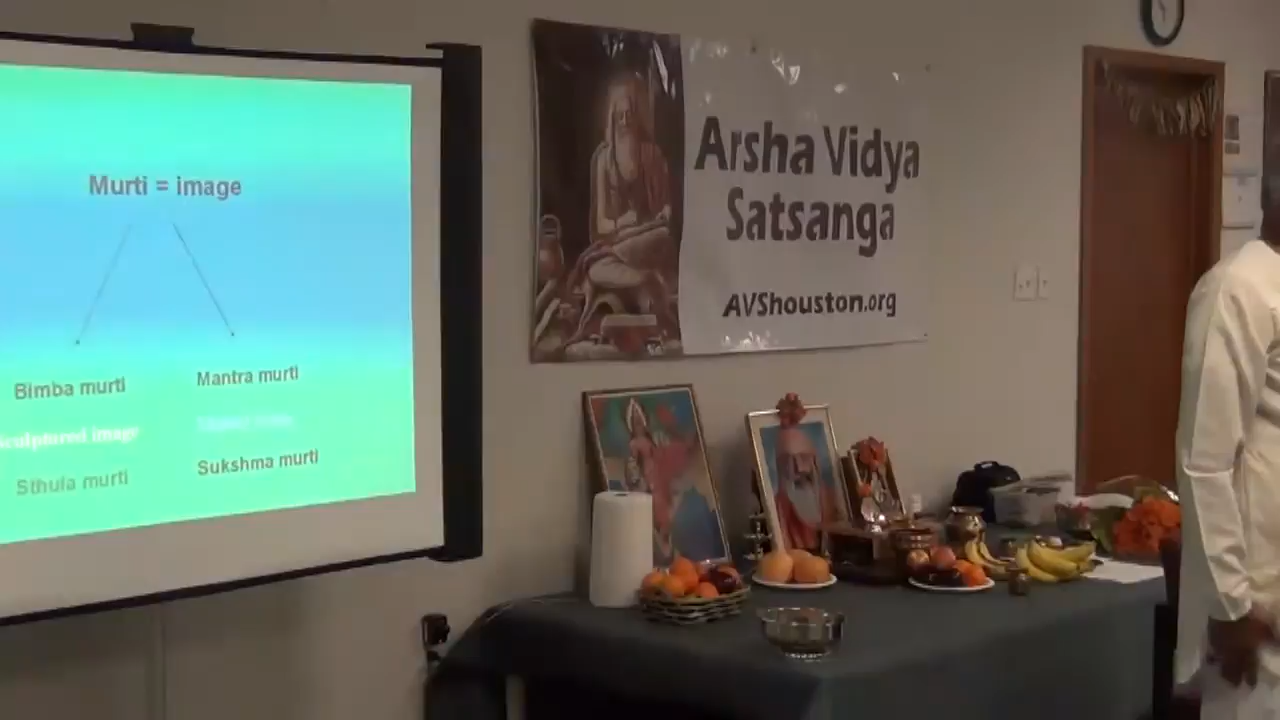 Murti = image
Bimba murti
Mantra murti
sculptured image
Sthula murti
Sukshma murti
Arsha Vidya
Satsanga
AVShouston.org